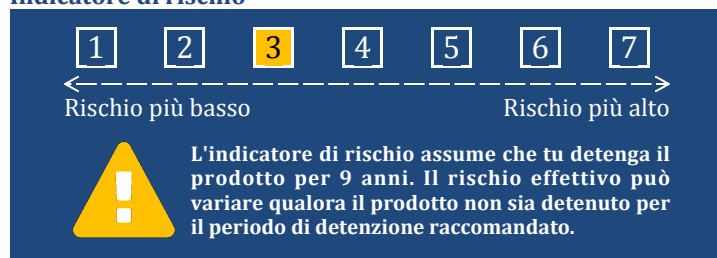 Indicatore di rischio
1 2 3 4 5 6 7
Rischio più basso Rischio più alto
L'indicatore di rischio assume che tu detenga il
prodotto per 9 anni. Il rischio effettivo può
variare qualora il prodotto non sia detenuto per
il periodo di detenzione raccomandato.